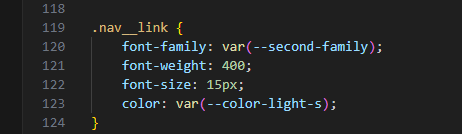 118
119 .nav__link {
120 font-family: var(--second-family);
121 font-weight: 400;
122 font-size: 15px;
123 color: var(--color-light-s);
124 }